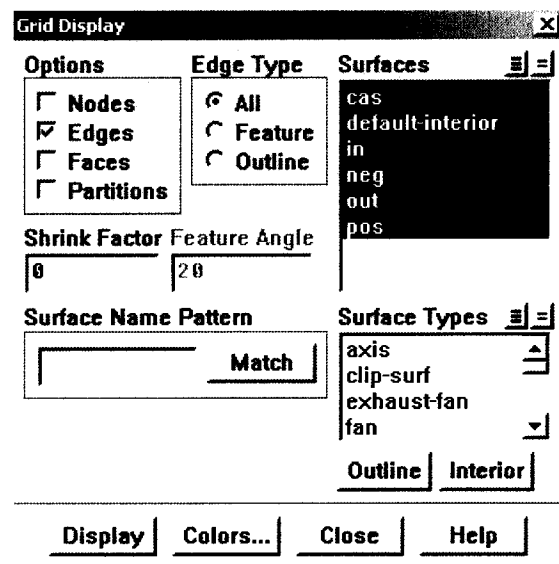 Grid Display
Options
Nodes
Edges
Faces
Partitions
Edge Type
All
Feature
Outline
Surfaces
cas
default-interior
in
neg
out
pos
Shrink Factor
0
Feature Angle
20
Surface Name Pattern
Match
Surface Types
axis
clip-surf
exhaust-fan
fan
Outline
Interior
Display
Colors...
Close
Help